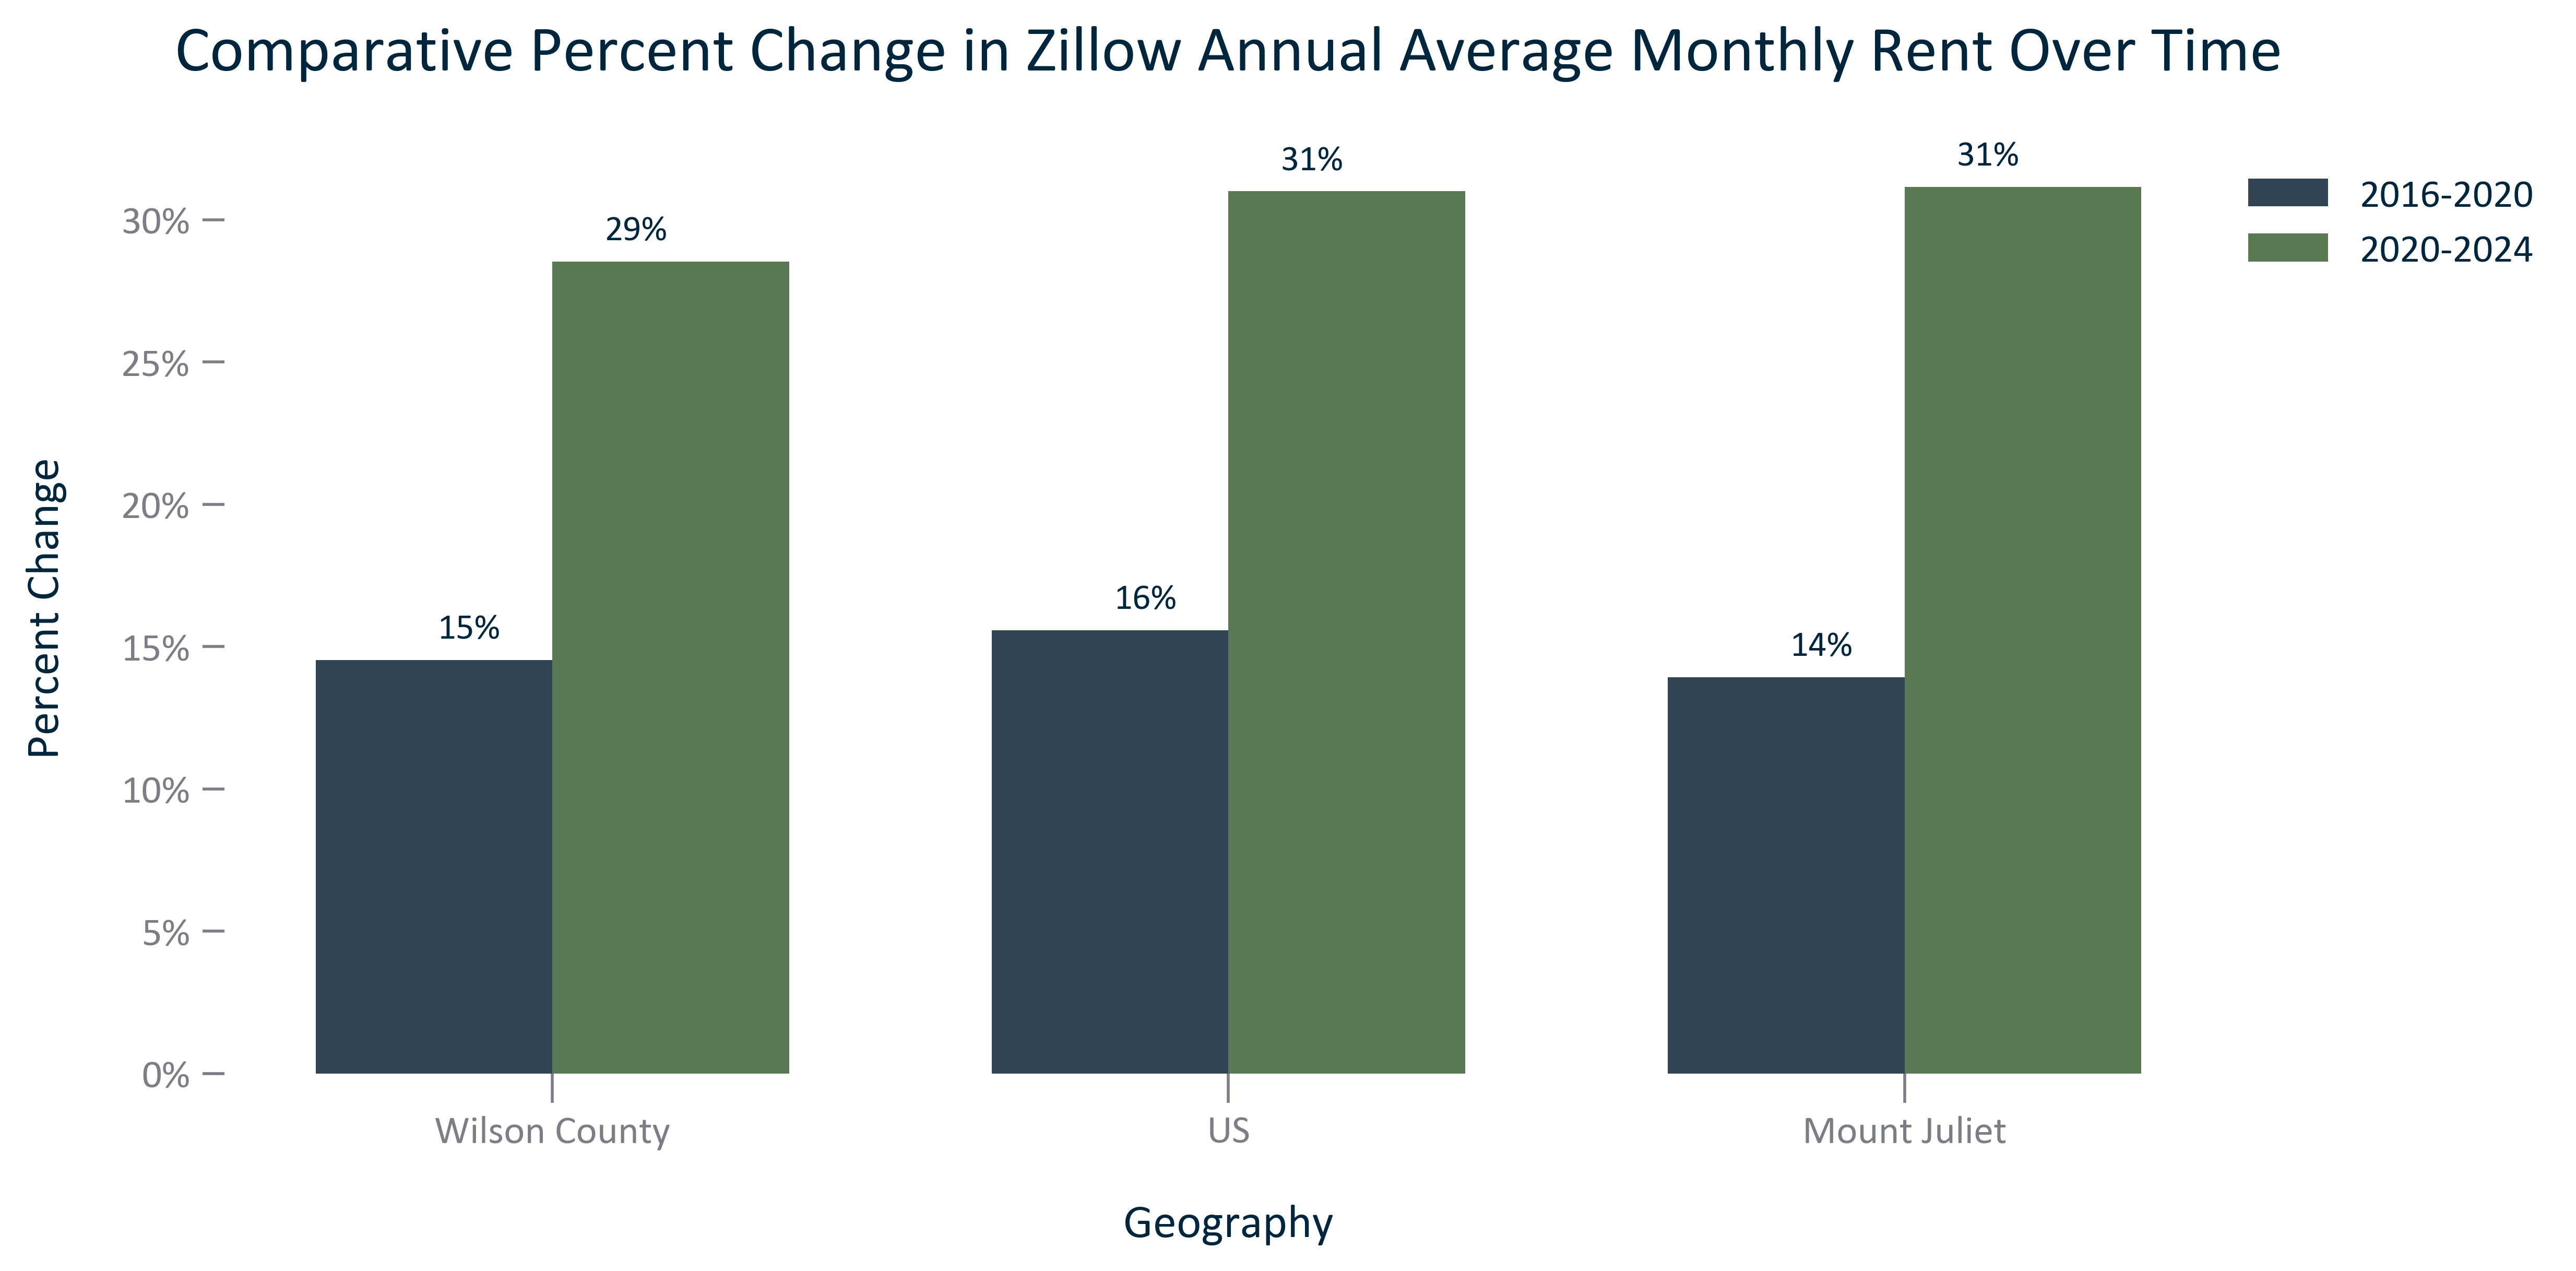 Comparative Percent Change in Zillow Annual Average Monthly Rent Over Time
31%
31%
2016-2020
2020-2024
30%
29%
25%
20%
16%
15%
15%
14%
10%
5%
0%
Percent Change
Wilson County
US
Mount Juliet
Geography